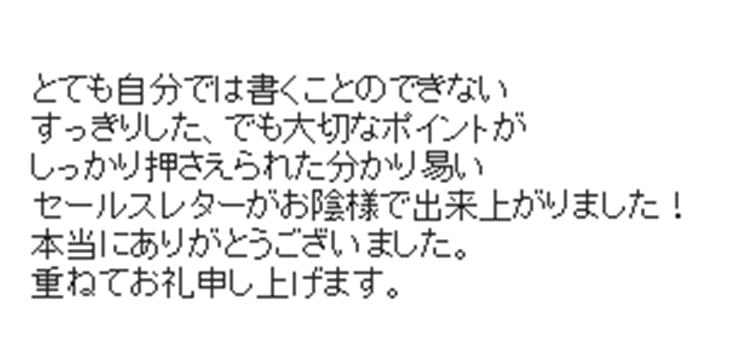 とても自分では書くことのできない
すっきりした、でも大切なポイントが
しっかり押さえられた分かり易い
セールスレターがお陰様で出来上がりました！
本当にありがとうございました。
重ねてお礼申し上げます。